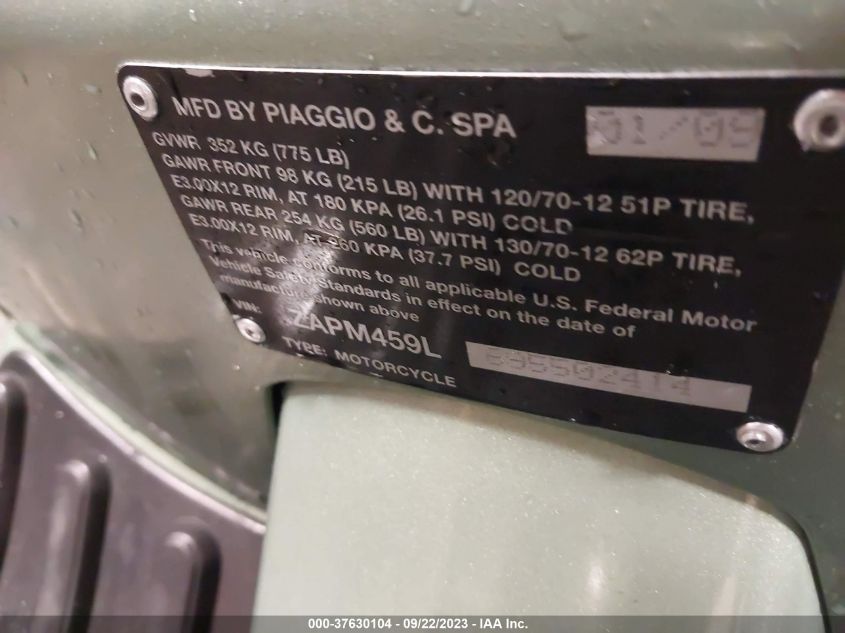 MFD BY PIAGGIO & C. SPA 01 - 09
GVWR 352 KG (775 LB)
GAWR FRONT 98 KG (215 LB) WITH 120/70-12 51P TIRE,
E3.00X12 RIM, AT 180 KPA (26.1 PSI) COLD
GAWR REAR 254 KG (560 LB) WITH 130/70-12 62P TIRE,
E3.00X12 RIM, AT 260 KPA (37.7 PSI) COLD
This vehicle conforms to all applicable U.S. Federal Motor
Vehicle Safety Standards in effect on the date of
manufacture shown above
VIN: ZAPM459L 695502414
TYPE: MOTORCYCLE
000-37630104 - 09/22/2023 - IAA Inc.